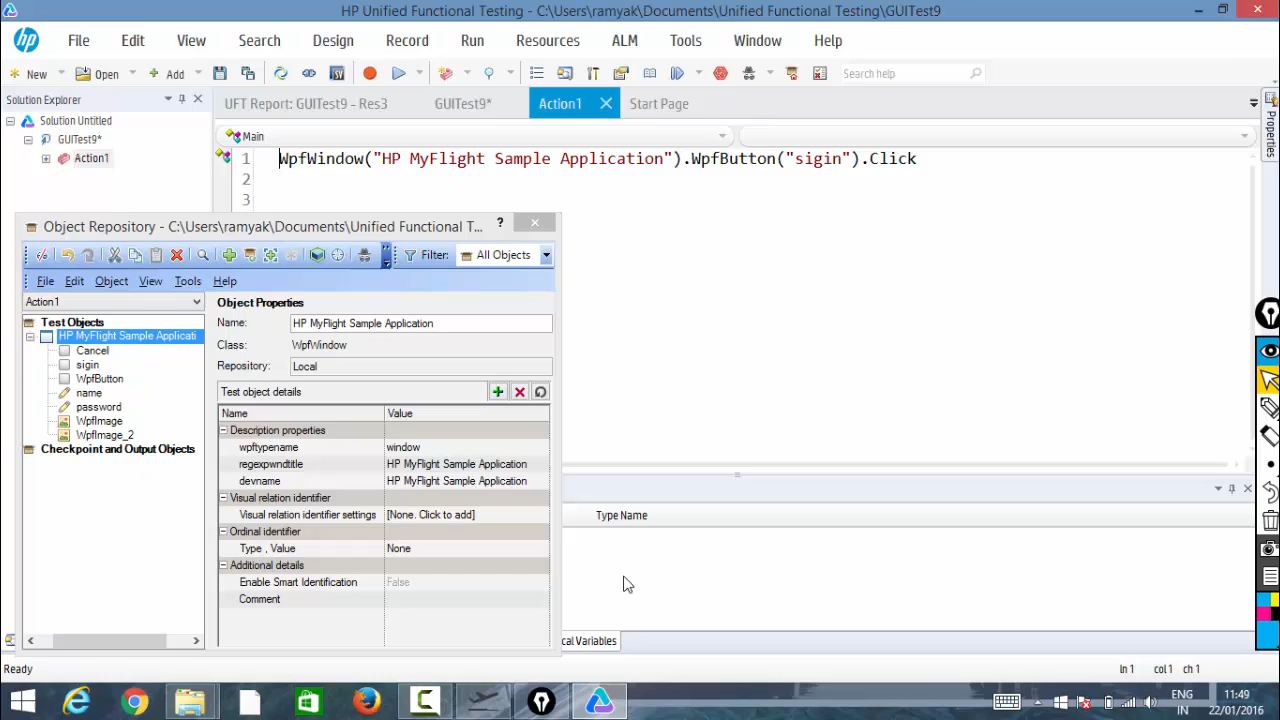 HP Unified Functional Testing - C:\Users\ramyak\Documents\Unified Functional Testing\GUITest9
hp File Edit View Search Design Record Run Resources ALM Tools Window Help
New Open Add Search help
Solution Explorer
UFT Report: GUITest9 - Res3 GUITest9* Action1 Start Page
Properties
Solution Untitled
GUITest9*
Action1
Main
1 WpfWindow("HP MyFlight Sample Application").WpfButton("sigin").Click
2
3
Object Repository - C:\Users\ramyak\Documents\Unified Functional T... ?
Filter: All Objects
File Edit Object View Tools Help
Action1
Test Objects
HP MyFlight Sample Applicati
Cancel
sigin
WpfButton
name
password
WpfImage
WpfImage_2
Checkpoint and Output Objects
Object Properties
Name: HP MyFlight Sample Application
Class: WpfWindow
Repository: Local
Test object details
Name Value
Description properties
wpftypename window
regexpwndtitle HP MyFlight Sample Application
devname HP MyFlight Sample Application
Visual relation identifier
Visual relation identifier settings [None. Click to add]
Ordinal identifier
Type , Value None
Additional details
Enable Smart Identification False
Comment
Type Name
cal Variables
Ready ln 1 col 1 ch 1
ENG 11:49
IN 22/01/2016